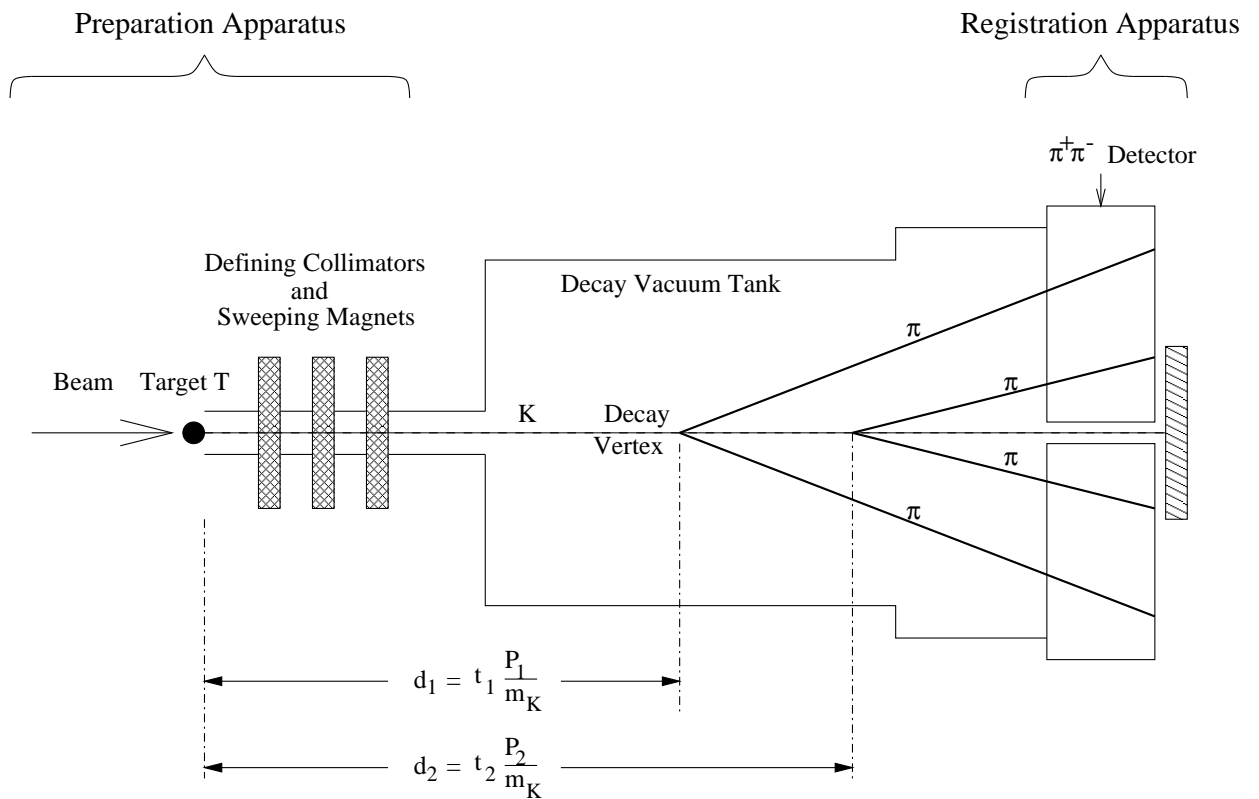 Preparation Apparatus
Registration Apparatus
π⁺π⁻ Detector
Defining Collimators
and
Sweeping Magnets
Decay Vacuum Tank
Beam
Target T
K
Decay
Vertex
π
π
π
π
d₁ = t₁ P₁/m_K
d₂ = t₂ P₂/m_K